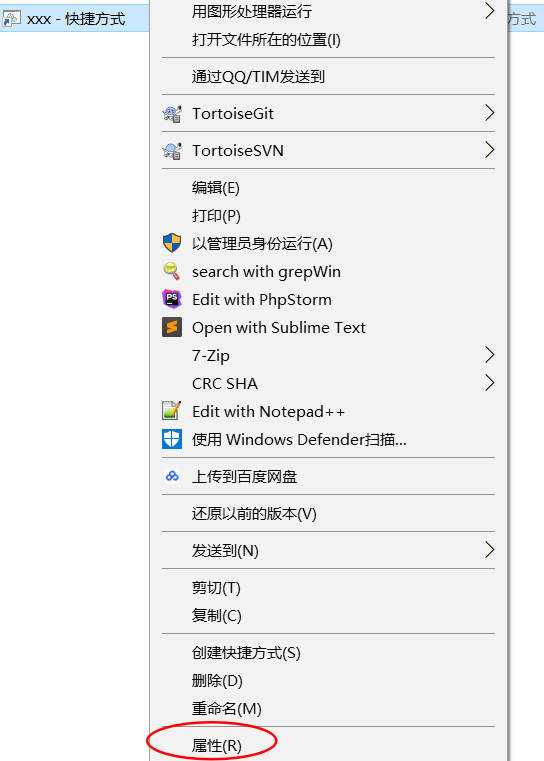 xxx - 快捷方式
方式
用图形处理器运行
打开文件所在的位置(I)
通过QQ/TIM发送到
TortoiseGit
TortoiseSVN
编辑(E)
打印(P)
以管理员身份运行(A)
search with grepWin
Edit with PhpStorm
Open with Sublime Text
7-Zip
CRC SHA
Edit with Notepad++
使用 Windows Defender扫描...
上传到百度网盘
还原以前的版本(V)
发送到(N)
剪切(T)
复制(C)
创建快捷方式(S)
删除(D)
重命名(M)
属性(R)